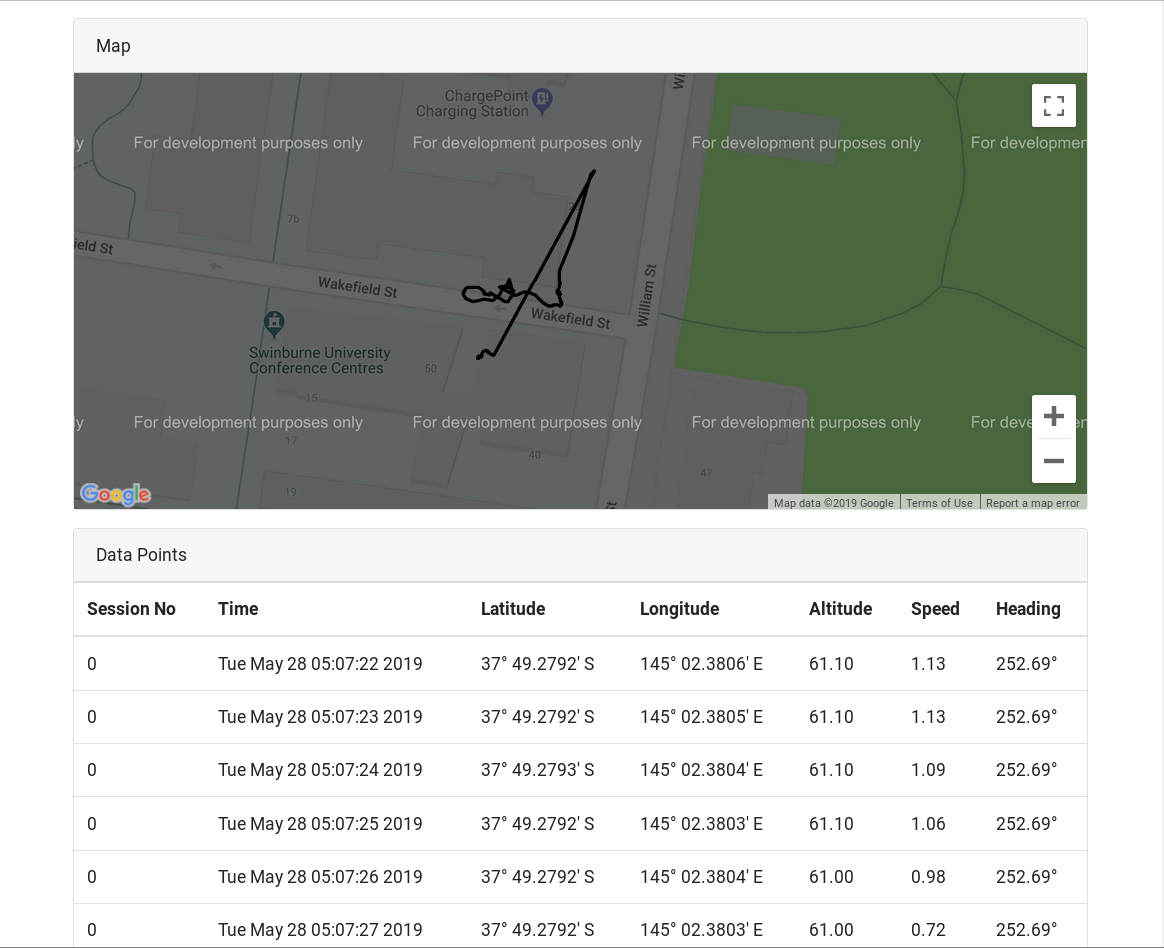 Map
ChargePoint
Charging Station
Wi
ly
For development purposes only
For development purposes only
For development purposes only
For developmen
7b
ield St
Wakefield St
Wakefield St
William St
Swinburne University
Conference Centres
50
15
ly
For development purposes only
For development purposes only
For development purposes only
For deve
en
17
40
47
19
Google
Map data ©2019 Google
Terms of Use
Report a map error
Data Points
Session No Time Latitude Longitude Altitude Speed Heading
0 Tue May 28 05:07:22 2019 37° 49.2792' S 145° 02.3806' E 61.10 1.13 252.69°
0 Tue May 28 05:07:23 2019 37° 49.2792' S 145° 02.3805' E 61.10 1.13 252.69°
0 Tue May 28 05:07:24 2019 37° 49.2793' S 145° 02.3804' E 61.10 1.09 252.69°
0 Tue May 28 05:07:25 2019 37° 49.2792' S 145° 02.3803' E 61.10 1.06 252.69°
0 Tue May 28 05:07:26 2019 37° 49.2792' S 145° 02.3804' E 61.00 0.98 252.69°
0 Tue May 28 05:07:27 2019 37° 49.2792' S 145° 02.3803' E 61.00 0.72 252.69°